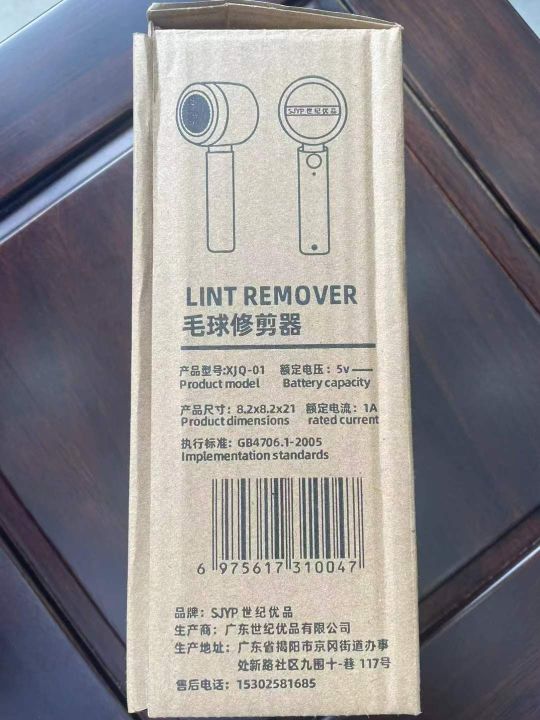 SJYP 世纪优品
LINT REMOVER
毛球修剪器
产品型号:XJQ-01 额定电压：5v —
Product model Battery capacity
产品尺寸：8.2x8.2x21 额定电流：1A
Product dimensions rated current
执行标准：GB4706.1-2005
Implementation standards
6 975617 310047
品牌：SJYP 世纪优品
生产商：广东世纪优品有限公司
生产地址：广东省揭阳市京冈街道办事
处新路社区九围十-巷 117号
售后电话：15302581685